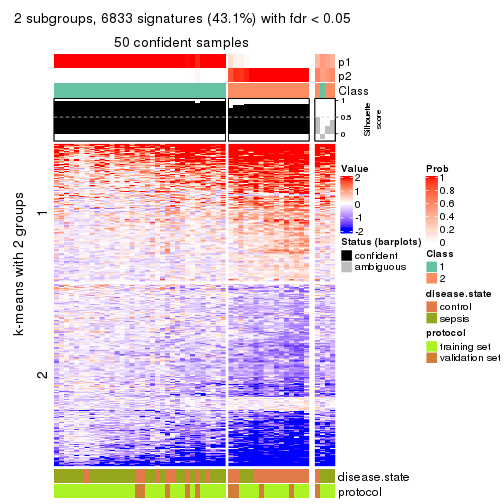 2 subgroups, 6833 signatures (43.1%) with fdr < 0.05
50 confident samples
p1
p2
Class
1
0.5
0
Silhouette
score
k-means with 2 groups
1
2
disease.state
protocol
Value
2
1
0
-1
-2
Status (barplots)
confident
ambiguous
Prob
1
0.8
0.6
0.4
0.2
0
Class
1
2
disease.state
control
sepsis
protocol
training set
validation set